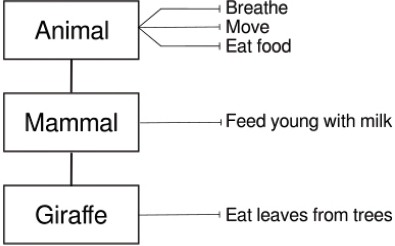 Animal
Breathe
Move
Eat food
Mammal
Feed young with milk
Giraffe
Eat leaves from trees